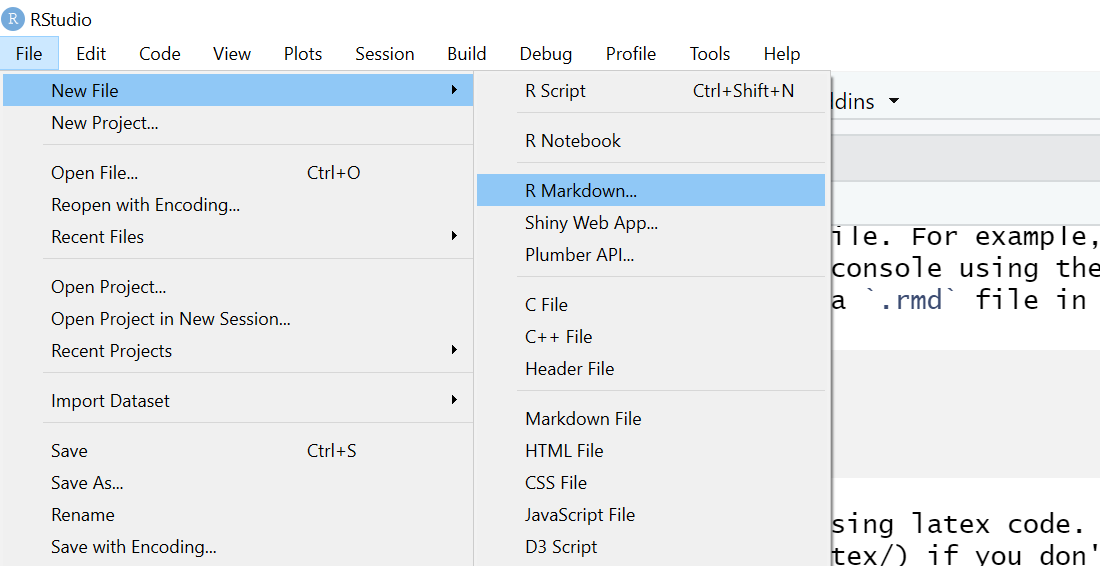 R RStudio
File Edit Code View Plots Session Build Debug Profile Tools Help
New File
New Project...
Open File... Ctrl+O
Reopen with Encoding...
Recent Files
Open Project...
Open Project in New Session...
Recent Projects
Import Dataset
Save Ctrl+S
Save As...
Rename
Save with Encoding...
R Script Ctrl+Shift+N
R Notebook
R Markdown...
Shiny Web App...
Plumber API...
C File
C++ File
Header File
Markdown File
HTML File
CSS File
JavaScript File
D3 Script
ddins
ile. For example,
console using the
a `.rmd` file in
sing latex code.
tex/) if you don'